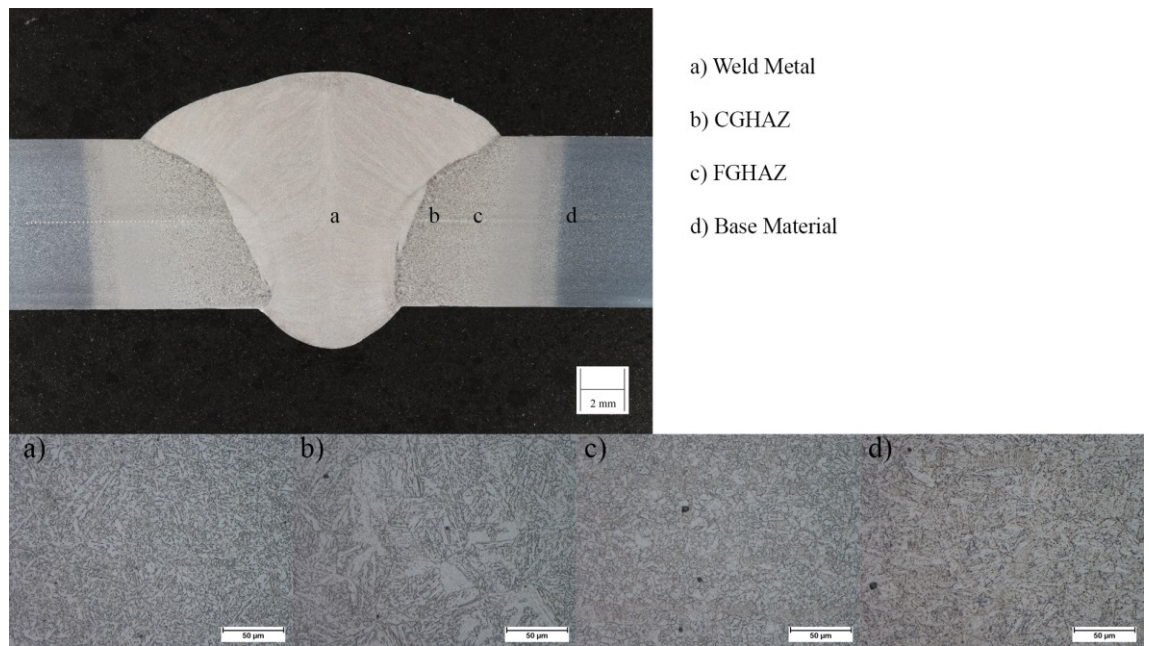 a) Weld Metal
b) CGHAZ
c) FGHAZ
d) Base Material
a b c d
2 mm
a) b) c) d)
50 µm 50 µm 50 µm 50 µm